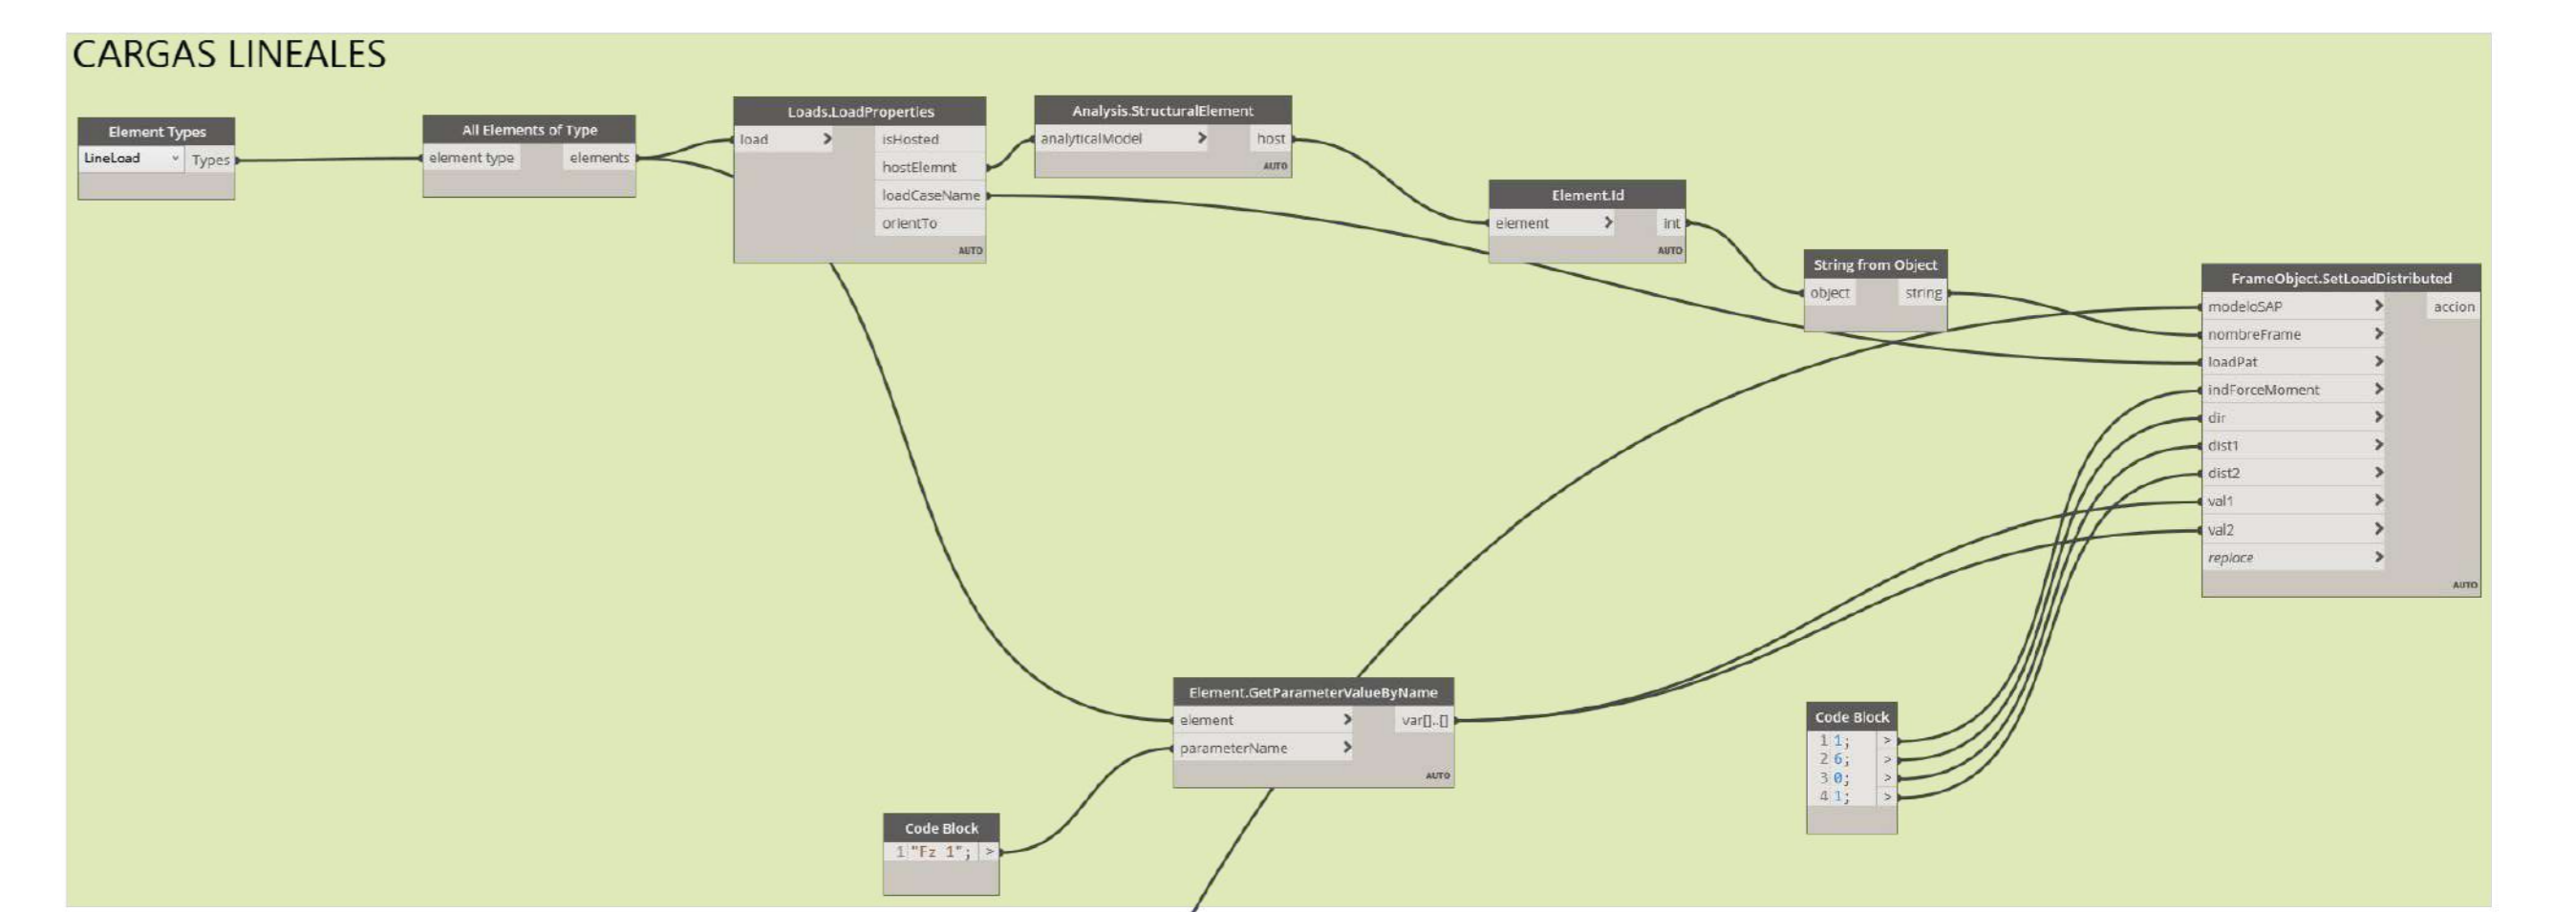 CARGAS LINEALES
Element Types
LineLoad Types
All Elements of Type
element type elements
Loads.LoadProperties
load > isHosted
hostElemnt
loadCaseName
orientTo
AUTO
Analysis.StructuralElement
analyticalModel > host
AUTO
Element.Id
element > int
AUTO
String from Object
object string
FrameObject.SetLoadDistributed
modeloSAP > accion
nombreFrame >
loadPat >
indForceMoment >
dir >
dist1 >
dist2 >
val1 >
val2 >
replace >
AUTO
Element.GetParameterValueByName
element > var[]..[]
parameterName >
AUTO
Code Block
1 1; >
2 6; >
3 0; >
4 1; >
Code Block
1 "Fz 1"; >